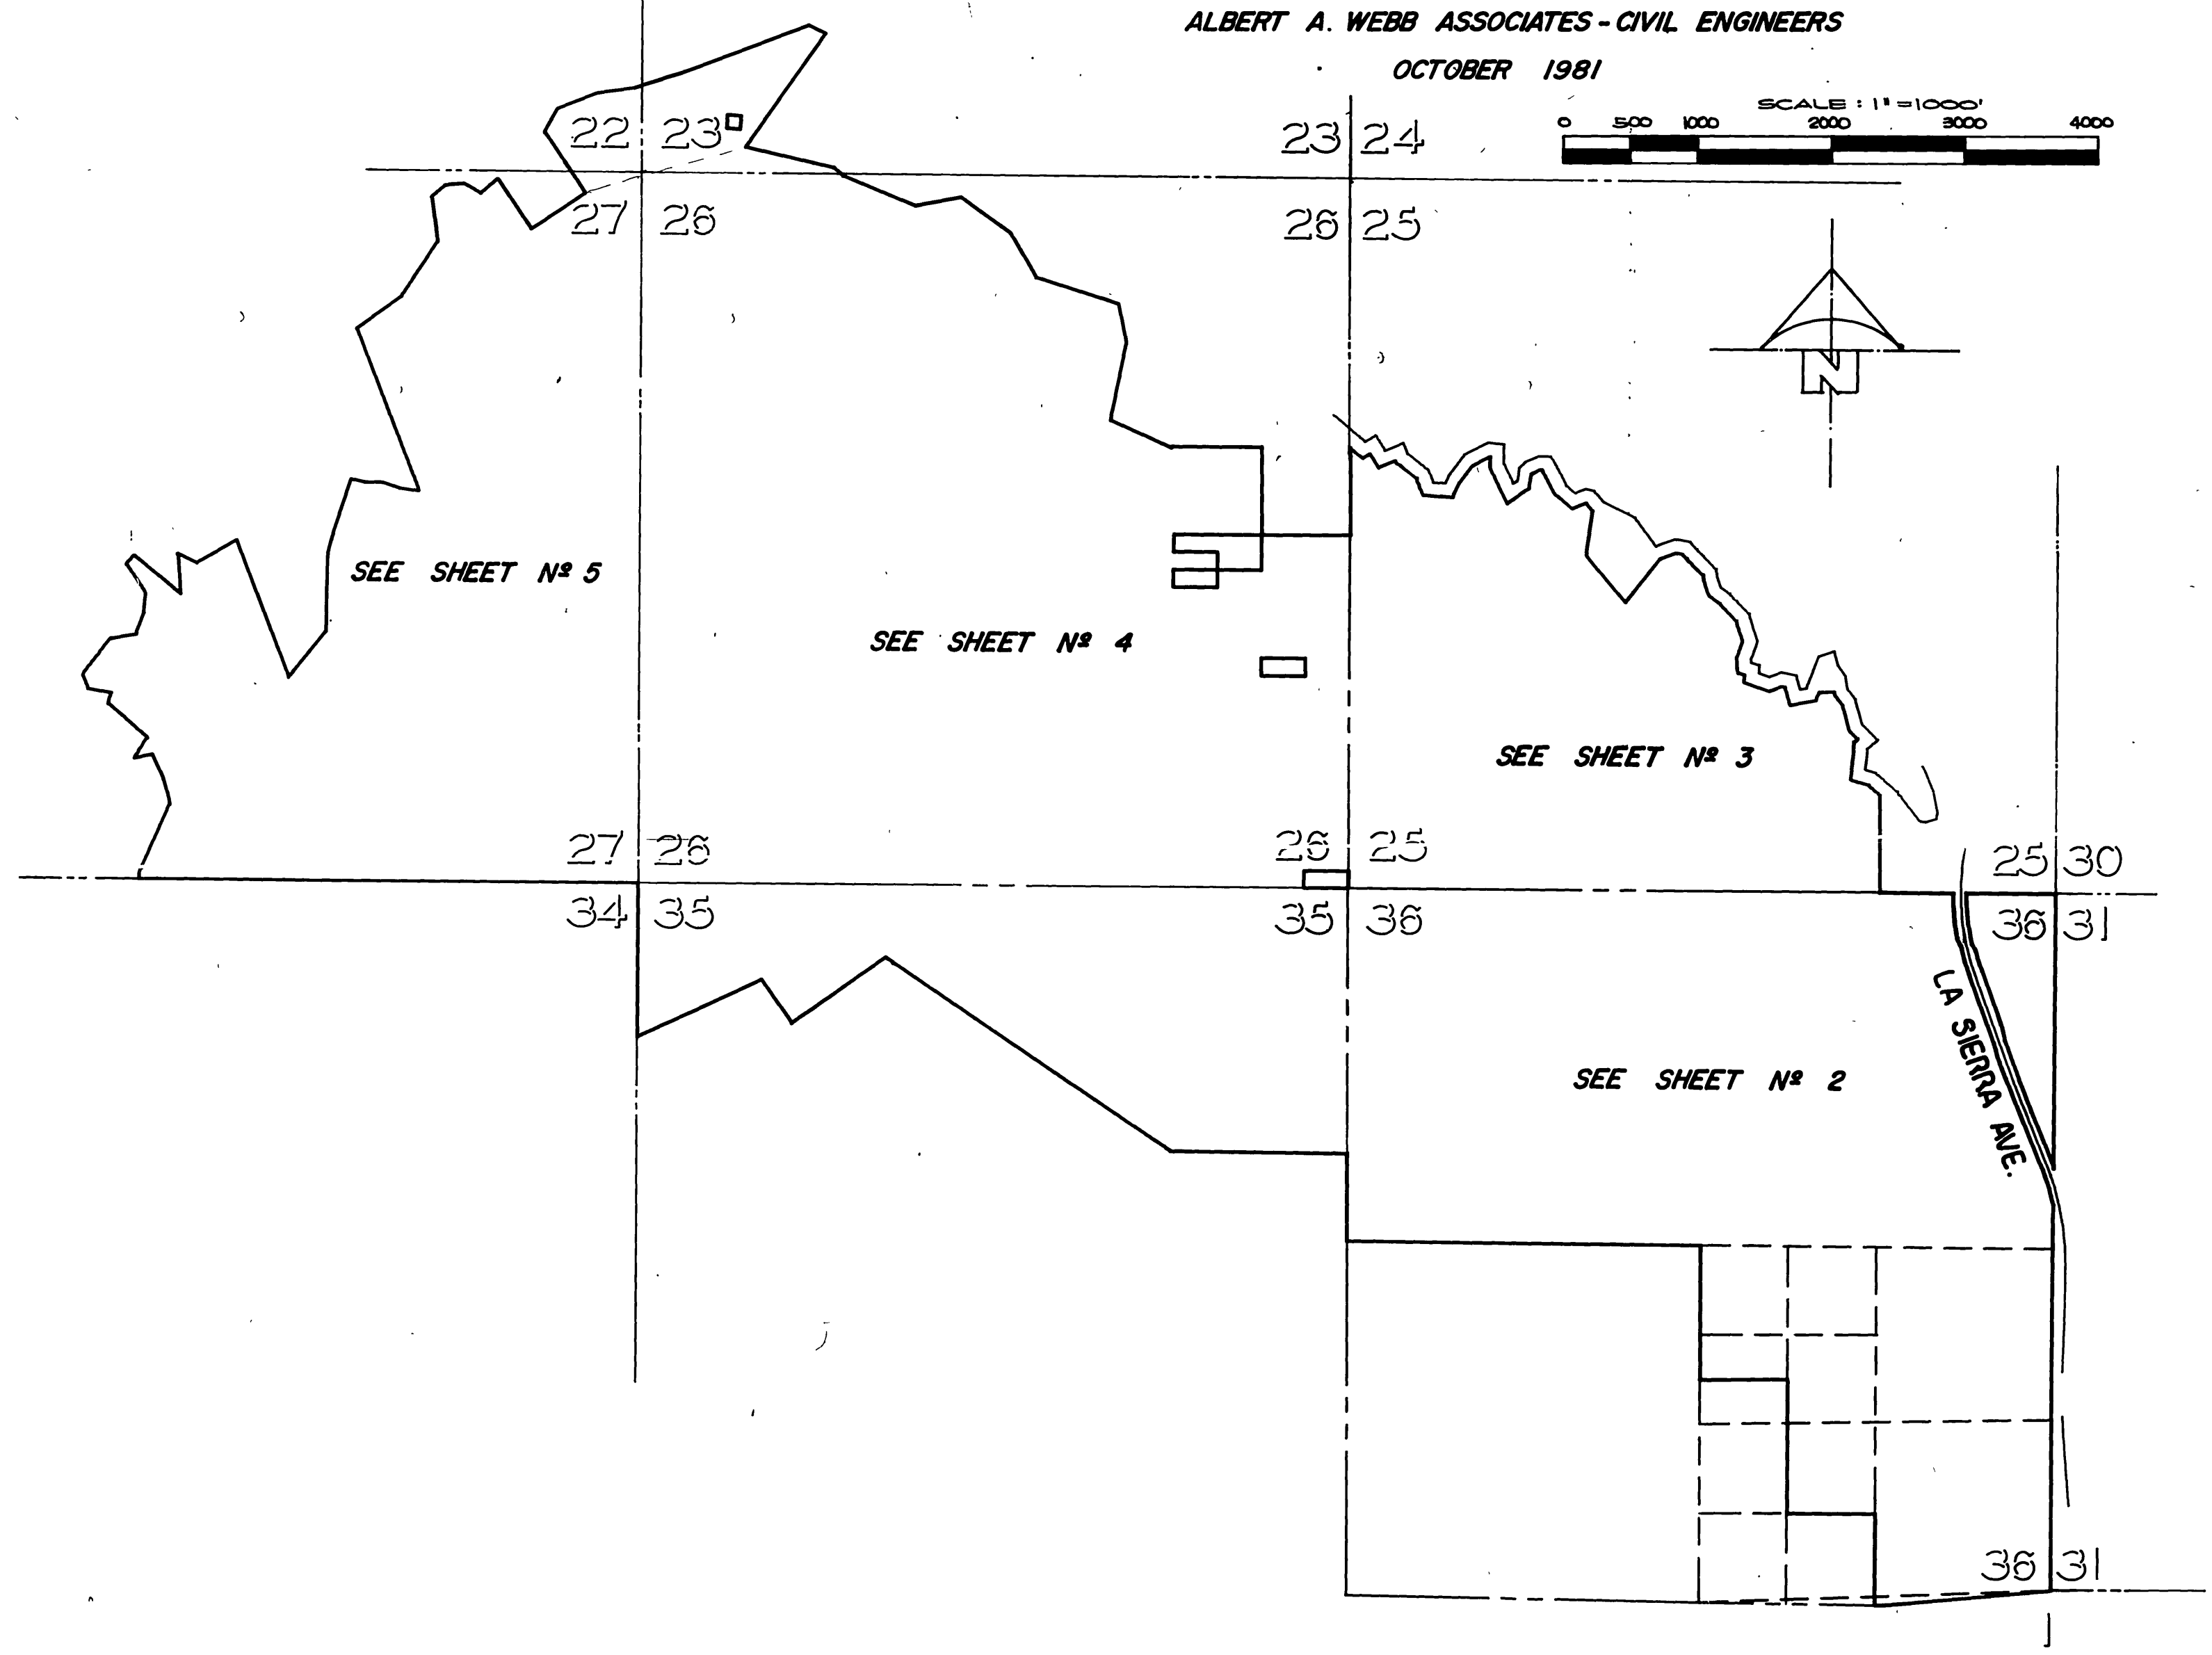 ALBERT A. WEBB ASSOCIATES - CIVIL ENGINEERS
OCTOBER 1981
SCALE : 1" = 1000'
0 500 1000 2000 3000 4000
22 23
23 24
27 26
26 25
N
SEE SHEET Nº 5
SEE SHEET Nº 4
SEE SHEET Nº 3
27 26
26 25
25 30
34 35
35 36
36 31
LA SIERRA AVE.
SEE SHEET Nº 2
36 31